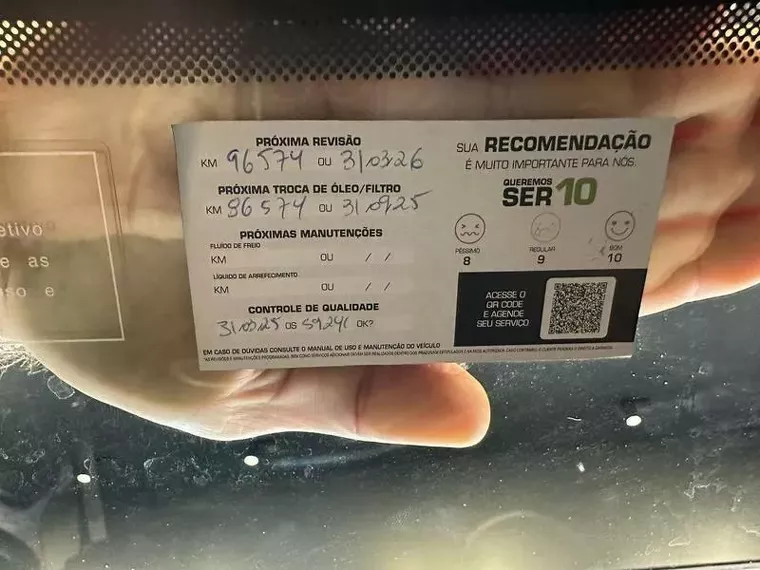 etivo
e as
so e
PRÓXIMA REVISÃO
KM 96574 OU 31/03/26
PRÓXIMA TROCA DE ÓLEO/FILTRO
KM 96574 OU 31/09/25
PRÓXIMAS MANUTENÇÕES
FLUÍDO DE FREIO
KM OU / /
LÍQUIDO DE ARREFECIMENTO
KM OU / /
CONTROLE DE QUALIDADE
31/03/25 OS 59241 OK?
EM CASO DE DÚVIDAS CONSULTE O MANUAL DE USO E MANUTENÇÃO DO VEÍCULO
SUA RECOMENDAÇÃO
É MUITO IMPORTANTE PARA NÓS.
QUEREMOS
SER 10
PÉSSIMO REGULAR BOM
8 9 10
ACESSE O
QR CODE
E AGENDE
SEU SERVIÇO